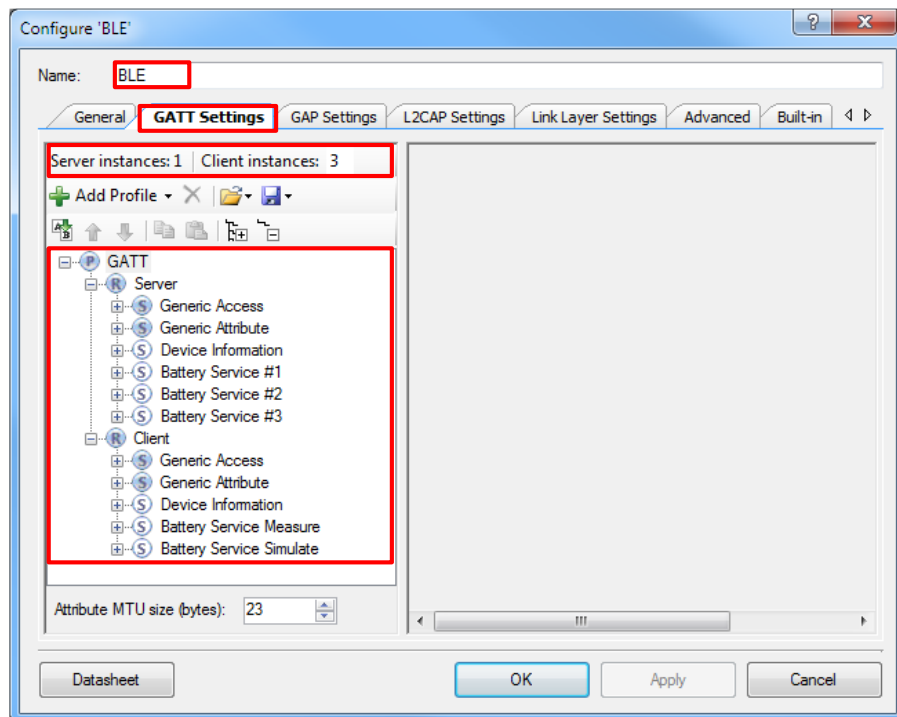 Configure 'BLE'
Name: BLE
General GATT Settings GAP Settings L2CAP Settings Link Layer Settings Advanced Built-in
Server instances: 1 Client instances: 3
Add Profile
GATT
Server
Generic Access
Generic Attribute
Device Information
Battery Service #1
Battery Service #2
Battery Service #3
Client
Generic Access
Generic Attribute
Device Information
Battery Service Measure
Battery Service Simulate
Attribute MTU size (bytes): 23
Datasheet OK Apply Cancel